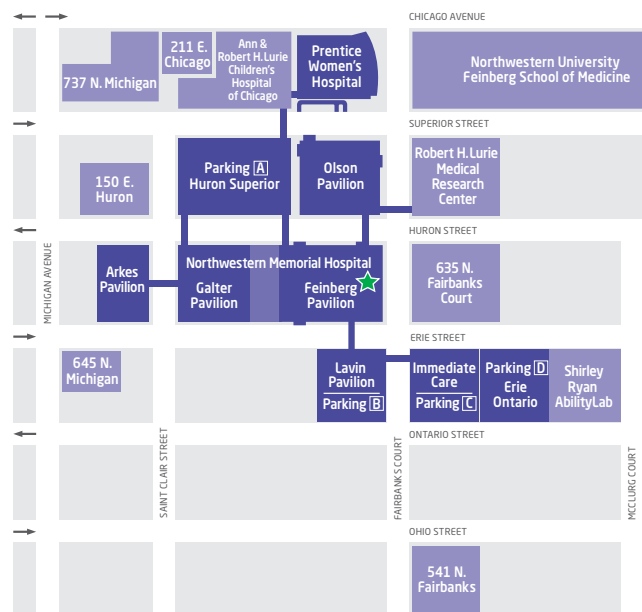 CHICAGO AVENUE
737 N. Michigan
211 E.
Chicago
Ann &
Robert H. Lurie
Children's
Hospital
of Chicago
Prentice
Women's
Hospital
Northwestern University
Feinberg School of Medicine
SUPERIOR STREET
150 E.
Huron
Parking A
Huron Superior
Olson
Pavilion
Robert H. Lurie
Medical
Research
Center
HURON STREET
MICHIGAN AVENUE
Arkes
Pavilion
Northwestern Memorial Hospital
Galter
Pavilion
Feinberg
Pavilion
635 N.
Fairbanks
Court
ERIE STREET
645 N.
Michigan
Lavin
Pavilion
Parking B
Immediate
Care
Parking C
Parking D
Erie
Ontario
Shirley
Ryan
AbilityLab
ONTARIO STREET
SAINT CLAIR STREET
FAIRBANKS COURT
MCCLURG COURT
OHIO STREET
541 N.
Fairbanks